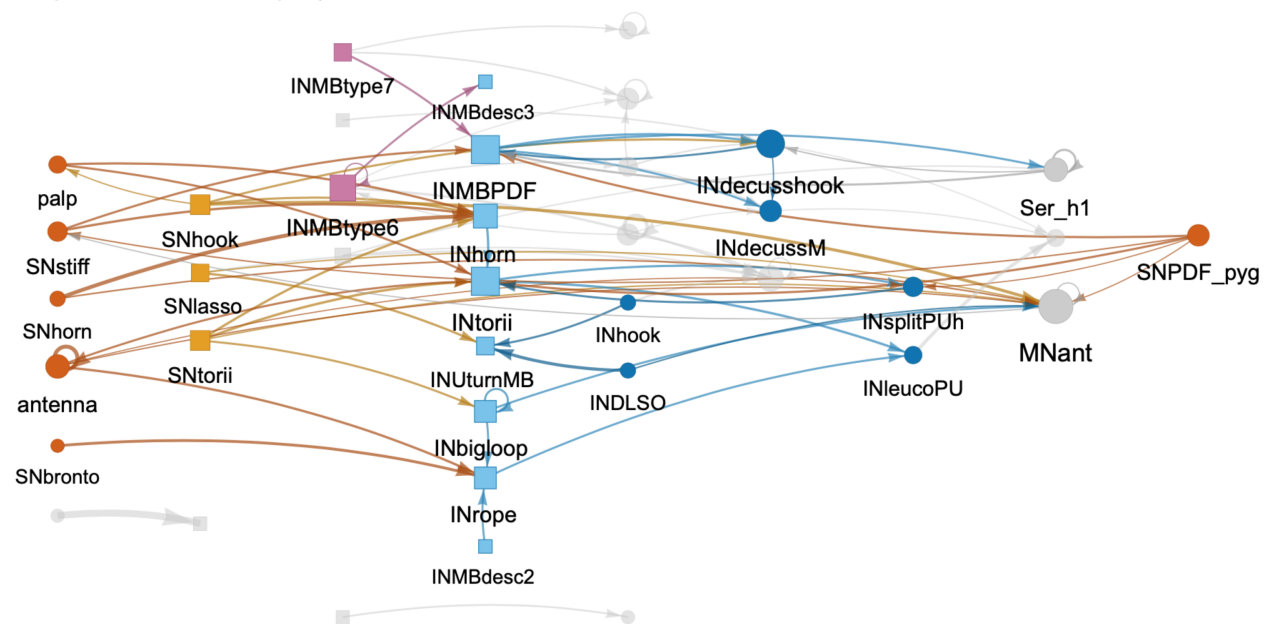 INMBtype7
INMBdesc3
palp
INMBPDF
INdecusshook
Ser_h1
SNhook
INMBtype6
INdecussM
SNstiff
INhorn
SNPDF_pyg
SNlasso
SNhorn
INtorii
INhook
INsplitPUh
MNant
SNtorii
INUturnMB
INDLSO
INleucoPU
antenna
INbigloop
SNbronto
INrope
INMBdesc2